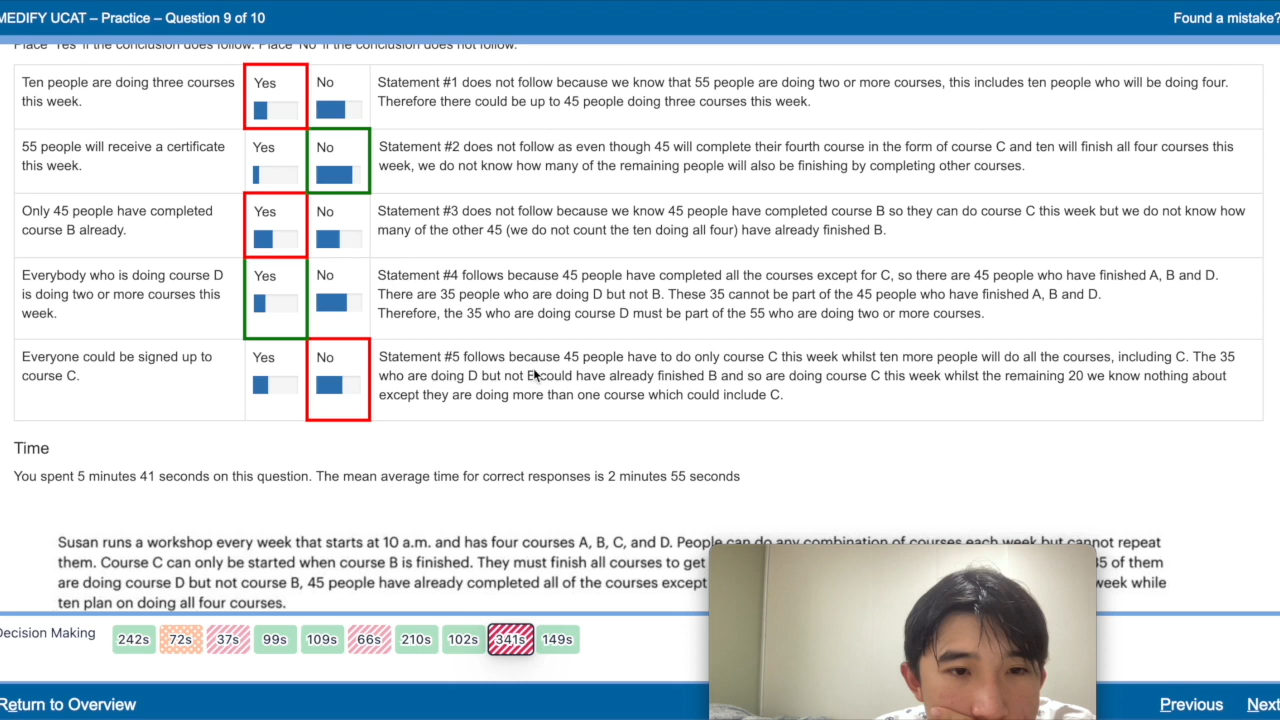 MEDIFY UCAT – Practice – Question 9 of 10
Found a mistake?
Place 'Yes' if the conclusion does follow. Place 'No' if the conclusion does not follow.
Ten people are doing three courses
this week.
Yes
No
Statement #1 does not follow because we know that 55 people are doing two or more courses, this includes ten people who will be doing four.
Therefore there could be up to 45 people doing three courses this week.
55 people will receive a certificate
this week.
Yes
No
Statement #2 does not follow as even though 45 will complete their fourth course in the form of course C and ten will finish all four courses this
week, we do not know how many of the remaining people will also be finishing by completing other courses.
Only 45 people have completed
course B already.
Yes
No
Statement #3 does not follow because we know 45 people have completed course B so they can do course C this week but we do not know how
many of the other 45 (we do not count the ten doing all four) have already finished B.
Everybody who is doing course D
is doing two or more courses this
week.
Yes
No
Statement #4 follows because 45 people have completed all the courses except for C, so there are 45 people who have finished A, B and D.
There are 35 people who are doing D but not B. These 35 cannot be part of the 45 people who have finished A, B and D.
Therefore, the 35 who are doing course D must be part of the 55 who are doing two or more courses.
Everyone could be signed up to
course C.
Yes
No
Statement #5 follows because 45 people have to do only course C this week whilst ten more people will do all the courses, including C. The 35
who are doing D but not B could have already finished B and so are doing course C this week whilst the remaining 20 we know nothing about
except they are doing more than one course which could include C.
Time
You spent 5 minutes 41 seconds on this question. The mean average time for correct responses is 2 minutes 55 seconds
Susan runs a workshop every week that starts at 10 a.m. and has four courses A, B, C, and D. People can do any combination of courses each week but cannot repeat
them. Course C can only be started when course B is finished. They must finish all courses to get 35 of them
are doing course D but not course B, 45 people have already completed all of the courses except week while
ten plan on doing all four courses.
Decision Making
242s 72s 37s 99s 109s 66s 210s 102s 341s 149s
Return to Overview
Previous
Next